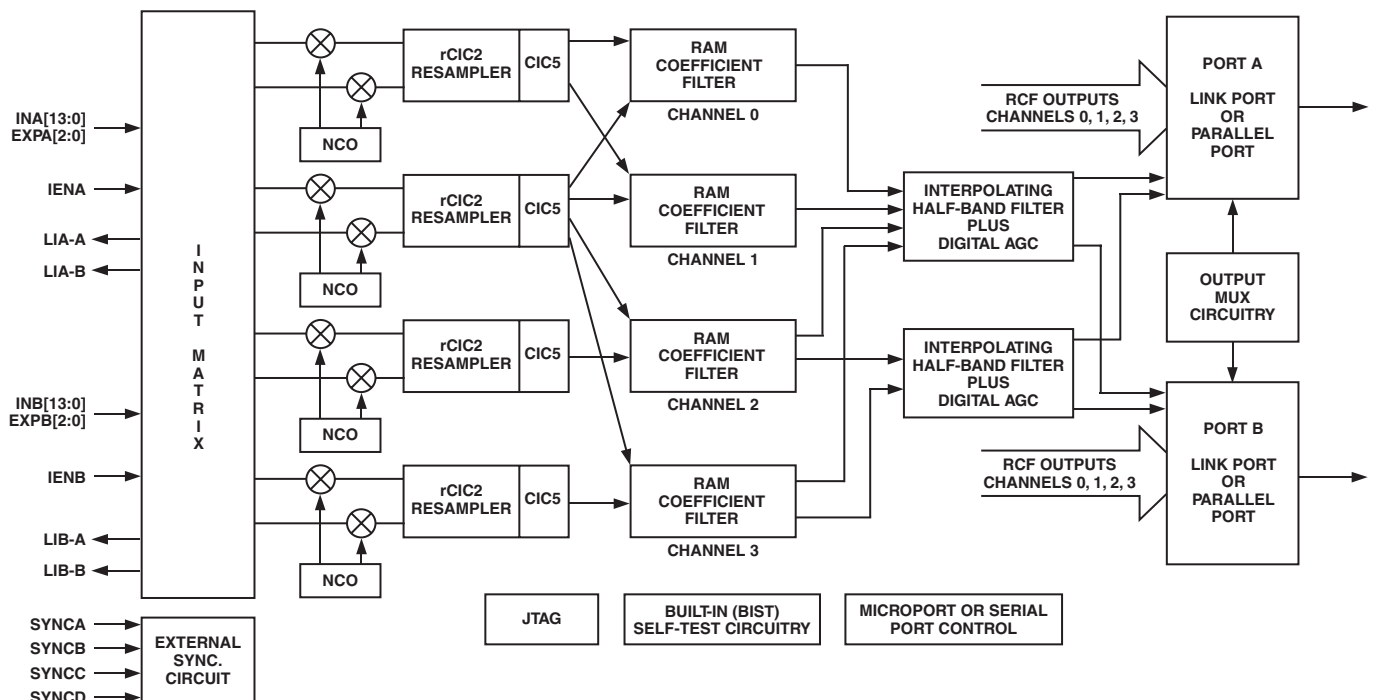 INA[13:0]
EXPA[2:0]
IENA
LIA-A
LIA-B
INB[13:0]
EXPB[2:0]
IENB
LIB-A
LIB-B
SYNCA
SYNCB
SYNCC
SYNCD
INPUT
MATRIX
EXTERNAL
SYNC.
CIRCUIT
NCO
NCO
NCO
NCO
rCIC2
RESAMPLER
CIC5
rCIC2
RESAMPLER
CIC5
rCIC2
RESAMPLER
CIC5
rCIC2
RESAMPLER
CIC5
RAM
COEFFICIENT
FILTER
CHANNEL 0
RAM
COEFFICIENT
FILTER
CHANNEL 1
RAM
COEFFICIENT
FILTER
CHANNEL 2
RAM
COEFFICIENT
FILTER
CHANNEL 3
INTERPOLATING
HALF-BAND FILTER
PLUS
DIGITAL AGC
INTERPOLATING
HALF-BAND FILTER
PLUS
DIGITAL AGC
RCF OUTPUTS
CHANNELS 0, 1, 2, 3
RCF OUTPUTS
CHANNELS 0, 1, 2, 3
PORT A
LINK PORT
OR
PARALLEL
PORT
OUTPUT
MUX
CIRCUITRY
PORT B
LINK PORT
OR
PARALLEL
PORT
JTAG
BUILT-IN (BIST)
SELF-TEST CIRCUITRY
MICROPORT OR SERIAL
PORT CONTROL